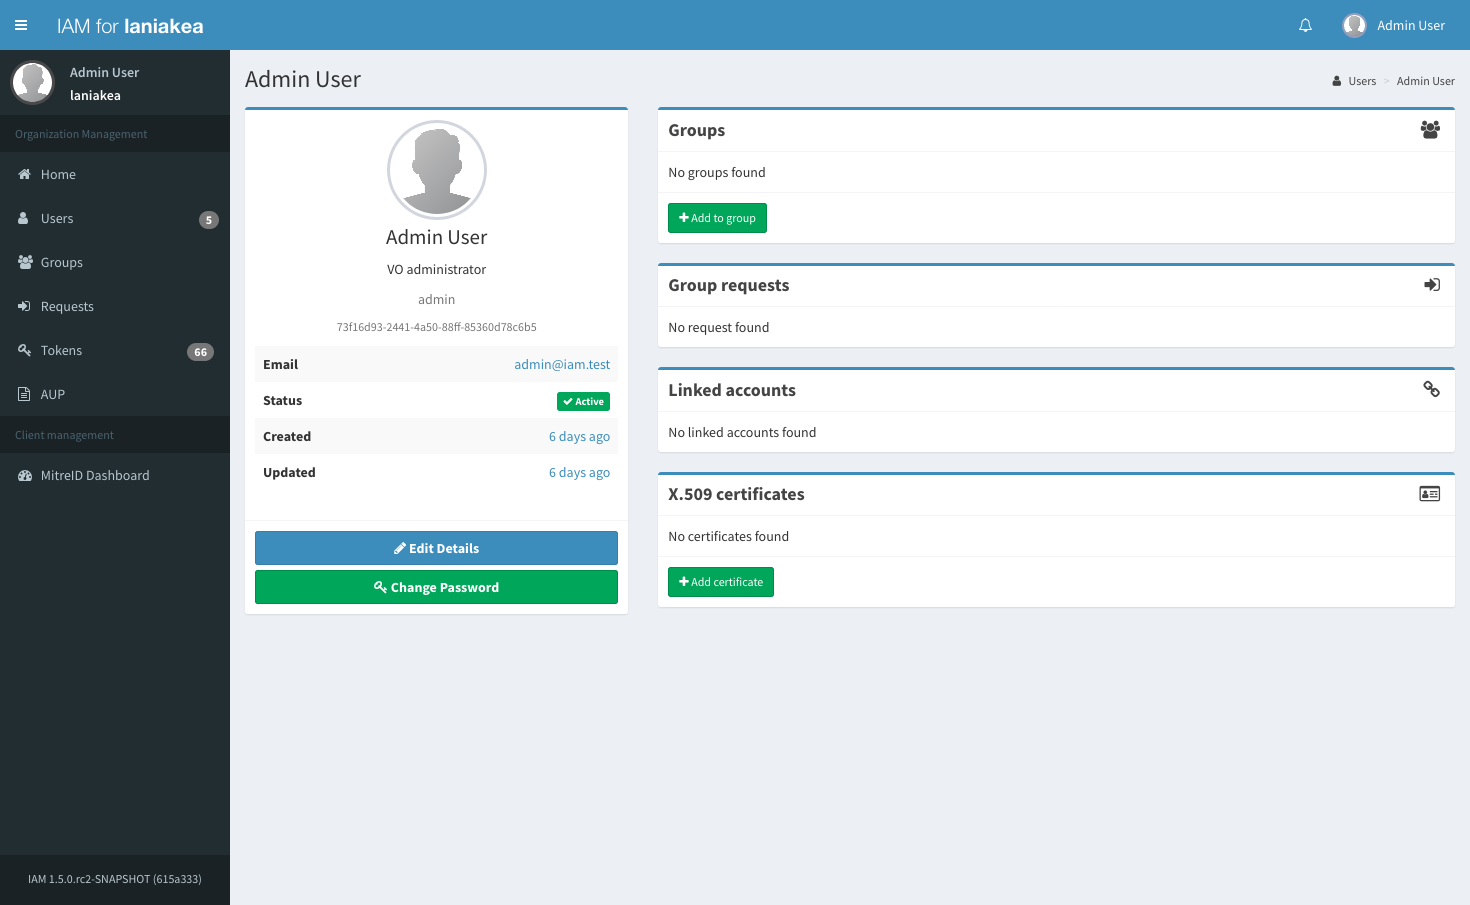 IAM for laniakea
Admin User
Admin User
laniakea
Organization Management
Home
Users 5
Groups
Requests
Tokens 66
AUP
Client management
MitreID Dashboard
IAM 1.5.0.rc2-SNAPSHOT (615a333)
Admin User
Users > Admin User
Admin User
VO administrator
admin
73f16d93-2441-4a50-88ff-85360d78c6b5
Email admin@iam.test
Status Active
Created 6 days ago
Updated 6 days ago
Edit Details
Change Password
Groups
No groups found
Add to group
Group requests
No request found
Linked accounts
No linked accounts found
X.509 certificates
No certificates found
Add certificate